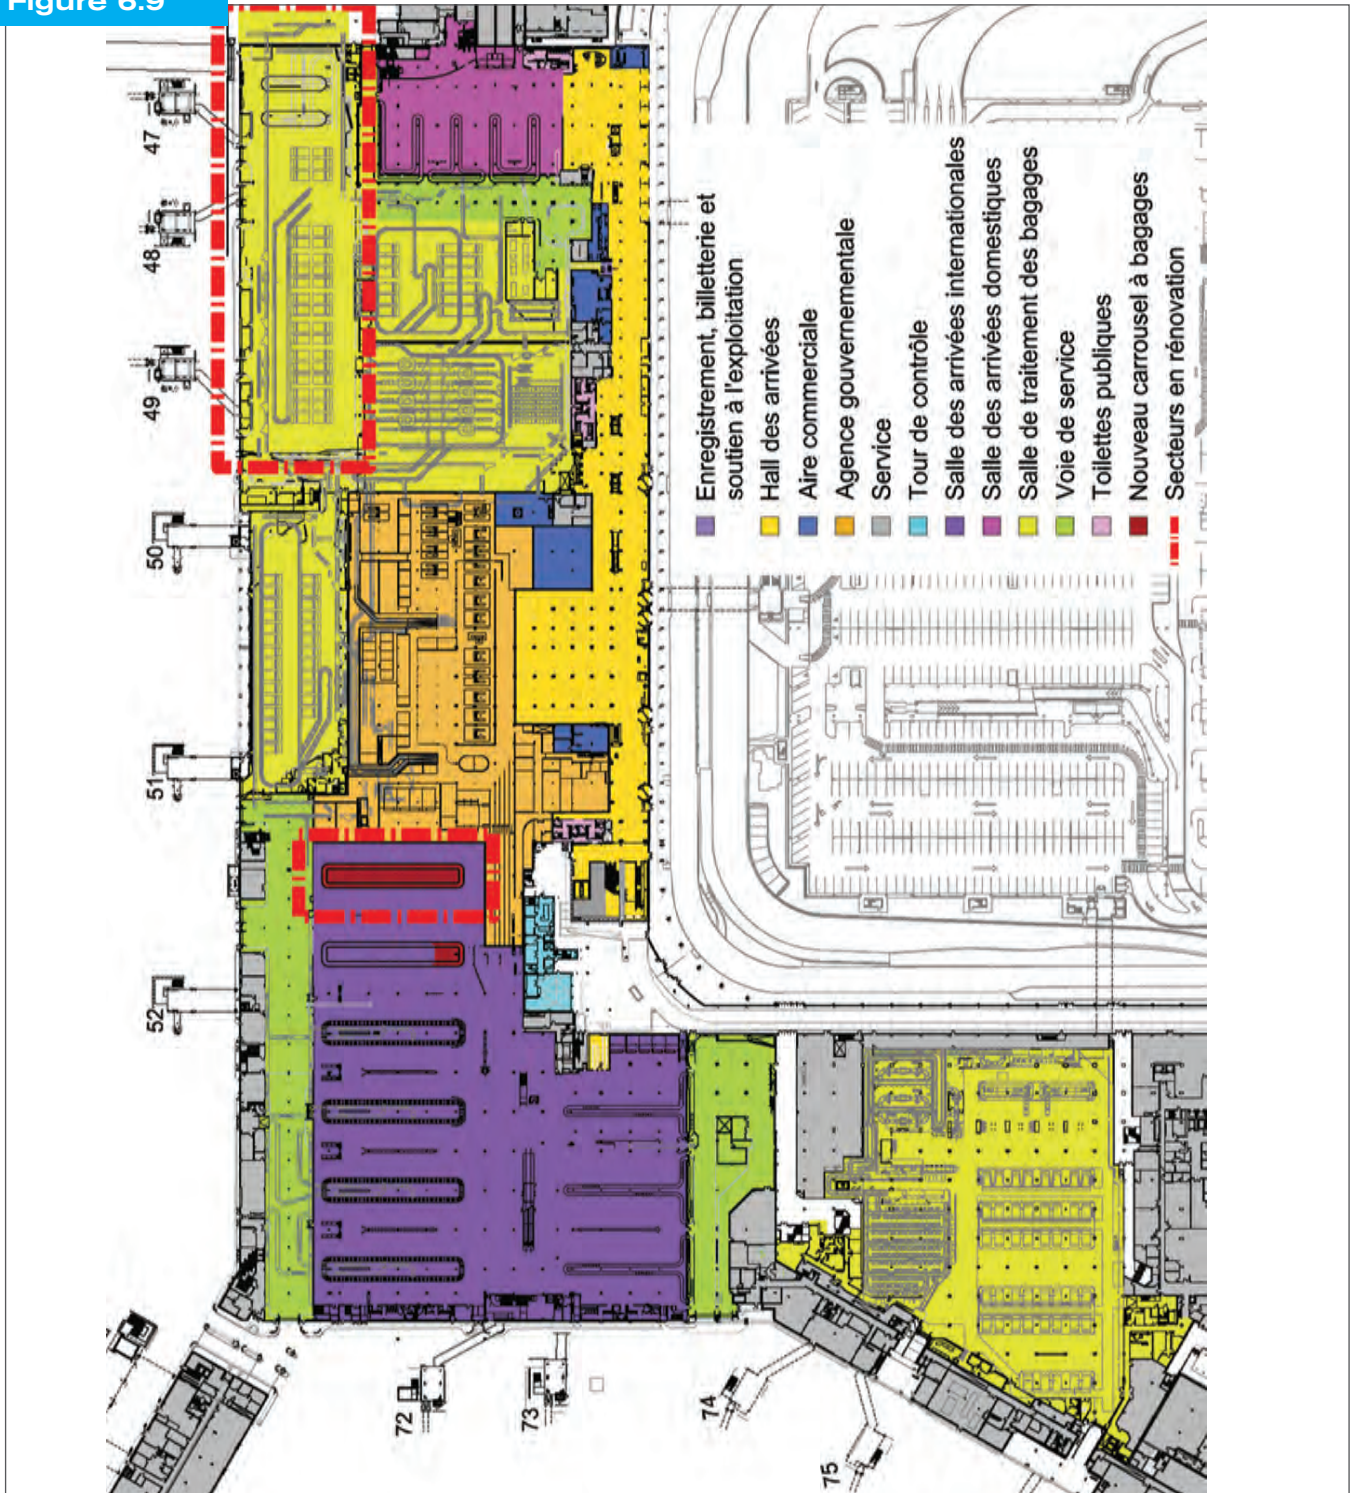 Figure 6.9
47
48
49
50
51
52
72
73
74
75
Enregistrement, billetterie et
soutien à l'exploitation
Hall des arrivées
Aire commerciale
Agence gouvernementale
Service
Tour de contrôle
Salle des arrivées internationales
Salle des arrivées domestiques
Salle de traitement des bagages
Voie de service
Toilettes publiques
Nouveau carrousel à bagages
Secteurs en rénovation